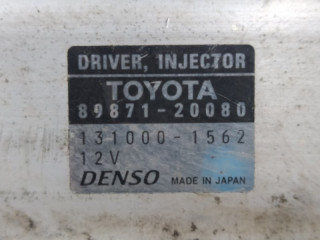 DRIVER, INJECTOR
TOYOTA
89871-20080
131000-1562
12V
DENSO MADE IN JAPAN